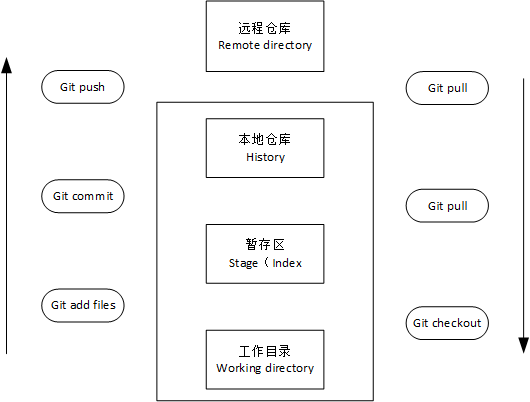 远程仓库
Remote directory
Git push
Git pull
本地仓库
History
Git commit
Git pull
暂存区
Stage（ Index
Git add files
Git checkout
工作目录
Working directory